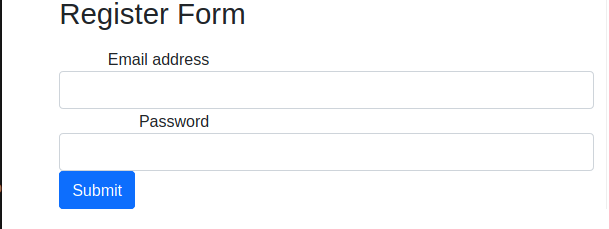 Register Form
Email address
Password
Submit